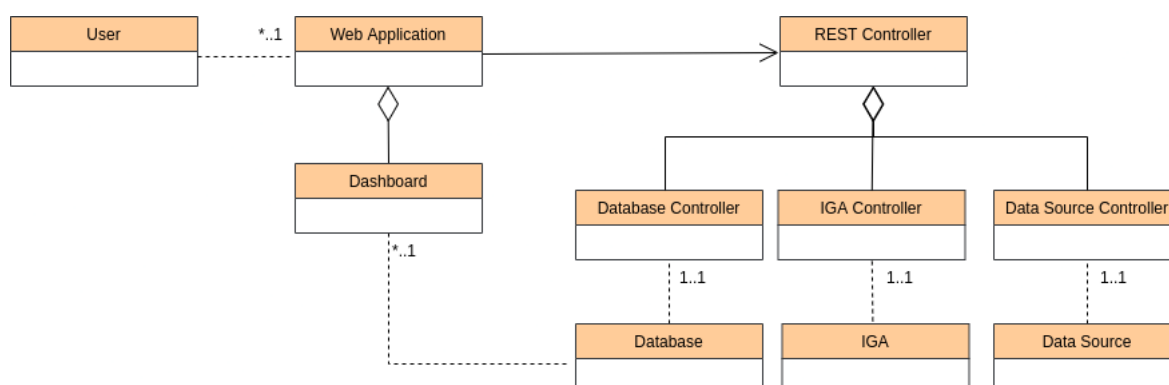 User
*..1
Web Application
REST Controller
Dashboard
Database Controller
IGA Controller
Data Source Controller
*..1
1..1
1..1
1..1
Database
IGA
Data Source